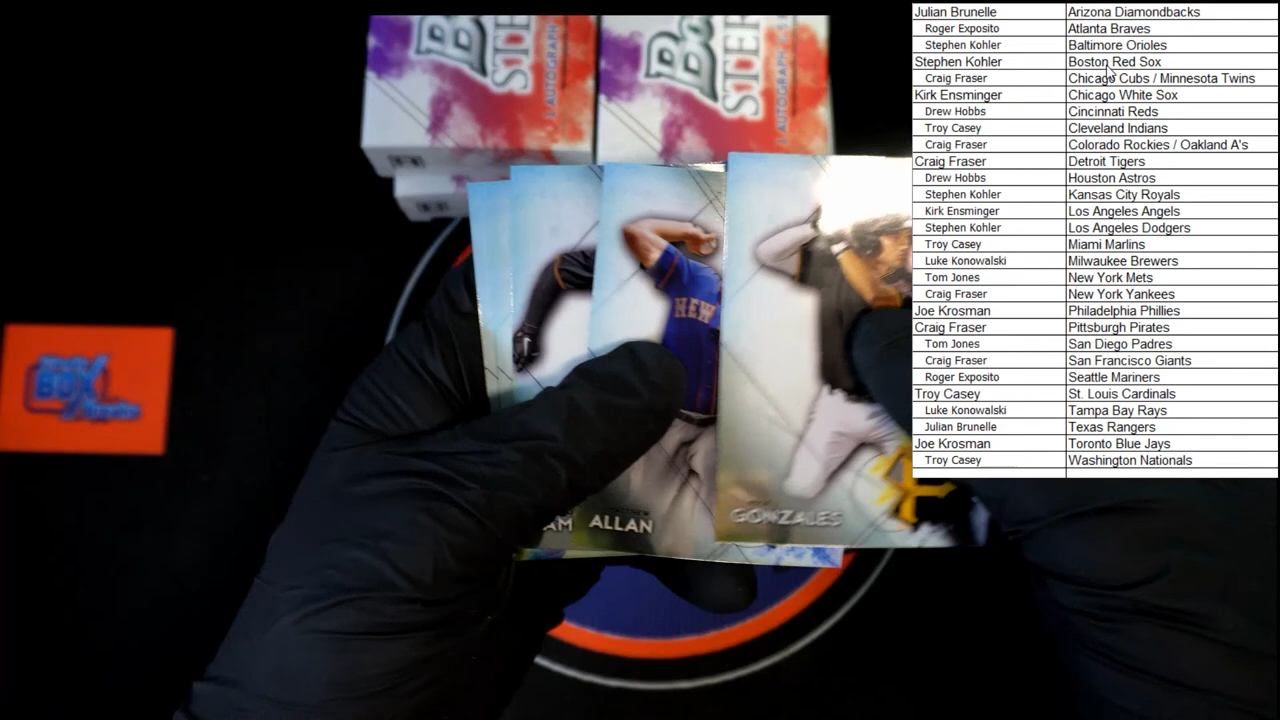 Julian Brunelle Arizona Diamondbacks
Roger Exposito Atlanta Braves
Stephen Kohler Baltimore Orioles
Stephen Kohler Boston Red Sox
Craig Fraser Chicago Cubs / Minnesota Twins
Kirk Ensminger Chicago White Sox
Drew Hobbs Cincinnati Reds
Troy Casey Cleveland Indians
Craig Fraser Colorado Rockies / Oakland A's
Craig Fraser Detroit Tigers
Drew Hobbs Houston Astros
Stephen Kohler Kansas City Royals
Kirk Ensminger Los Angeles Angels
Stephen Kohler Los Angeles Dodgers
Troy Casey Miami Marlins
Luke Konowalski Milwaukee Brewers
Tom Jones New York Mets
Craig Fraser New York Yankees
Joe Krosman Philadelphia Phillies
Craig Fraser Pittsburgh Pirates
Tom Jones San Diego Padres
Craig Fraser San Francisco Giants
Roger Exposito Seattle Mariners
Troy Casey St. Louis Cardinals
Luke Konowalski Tampa Bay Rays
Julian Brunelle Texas Rangers
Joe Krosman Toronto Blue Jays
Troy Casey Washington Nationals
1 AUTOGRAPH
1 AUTOGRAPH
NEW
BOX
AM
ALLAN
GONZALES